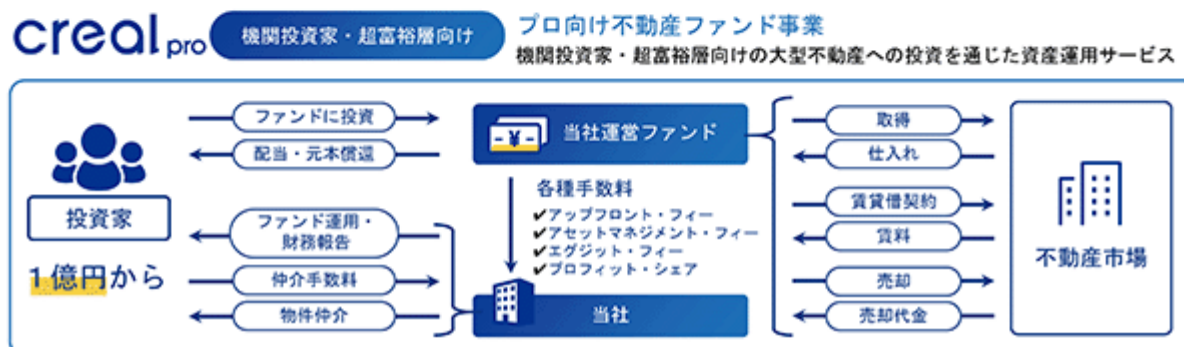 creal pro
機関投資家・超富裕層向け
プロ向け不動産ファンド事業
機関投資家・超富裕層向けの大型不動産への投資を通じた資産運用サービス
投資家
1億円から
ファンドに投資
配当・元本償還
ファンド運用・
財務報告
仲介手数料
物件仲介
¥
当社運営ファンド
各種手数料
✔アップフロント・フィー
✔アセットマネジメント・フィー
✔エグジット・フィー
✔プロフィット・シェア
当社
取得
仕入れ
賃貸借契約
賃料
売却
売却代金
不動産市場